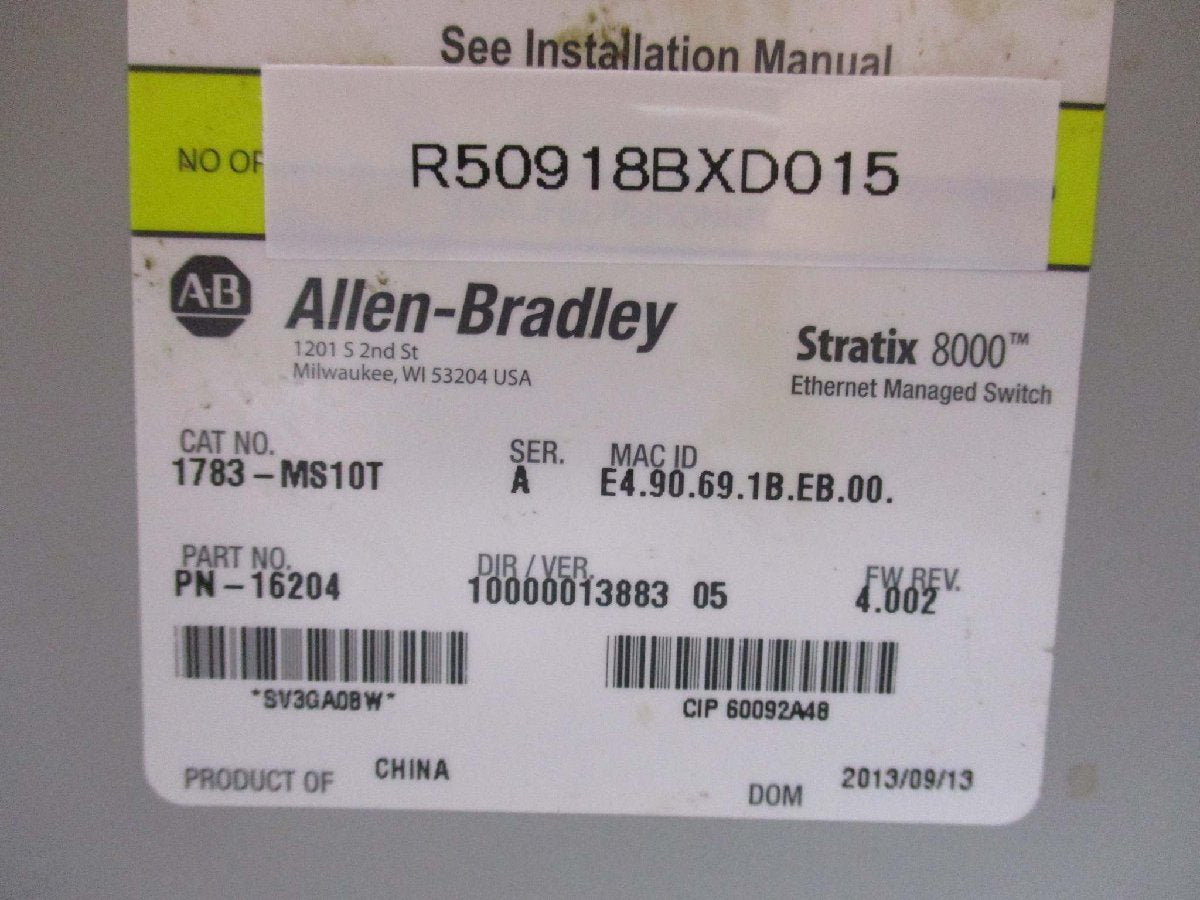 See Installation Manual
NO OF
R50918BXD015
A-B Allen-Bradley
1201 S 2nd St
Milwaukee, WI 53204 USA
Stratix 8000™
Ethernet Managed Switch
CAT NO. SER. MAC ID
1783-MS10T A E4.90.69.1B.EB.00.
PART NO. DIR / VER. FW REV.
PN-16204 10000013883 05 4.002
*SV3GA0BW* CIP 60092A48
PRODUCT OF CHINA DOM 2013/09/13